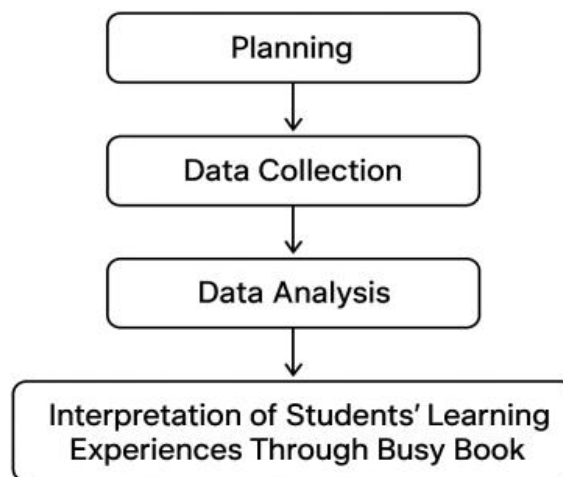 Planning
Data Collection
Data Analysis
Interpretation of Students' Learning
Experiences Through Busy Book